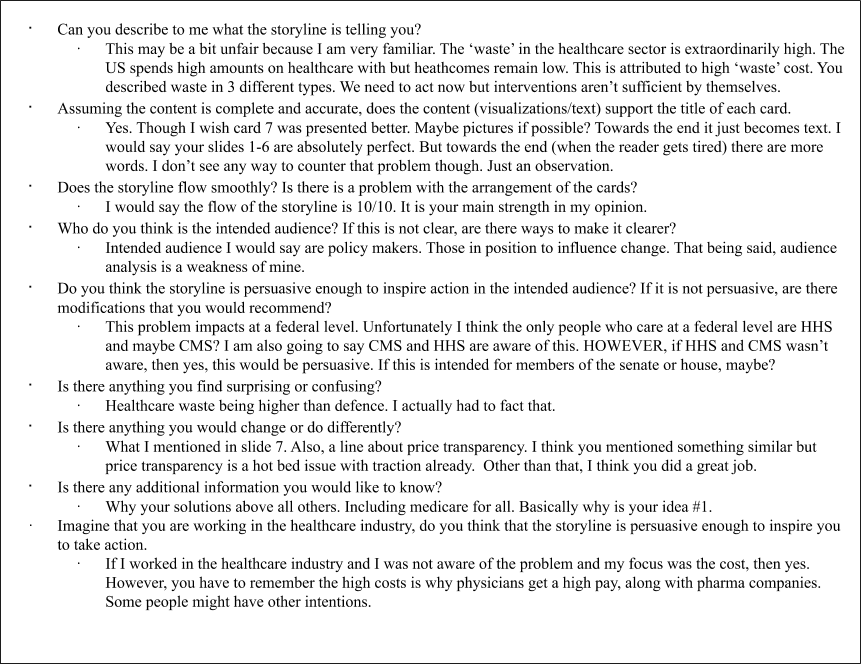 · Can you describe to me what the storyline is telling you?
· This may be a bit unfair because I am very familiar. The ‘waste’ in the healthcare sector is extraordinarily high. The
US spends high amounts on healthcare with but heathcomes remain low. This is attributed to high ‘waste’ cost. You
described waste in 3 different types. We need to act now but interventions aren’t sufficient by themselves.
· Assuming the content is complete and accurate, does the content (visualizations/text) support the title of each card.
· Yes. Though I wish card 7 was presented better. Maybe pictures if possible? Towards the end it just becomes text. I
would say your slides 1-6 are absolutely perfect. But towards the end (when the reader gets tired) there are more
words. I don’t see any way to counter that problem though. Just an observation.
· Does the storyline flow smoothly? Is there is a problem with the arrangement of the cards?
· I would say the flow of the storyline is 10/10. It is your main strength in my opinion.
· Who do you think is the intended audience? If this is not clear, are there ways to make it clearer?
· Intended audience I would say are policy makers. Those in position to influence change. That being said, audience
analysis is a weakness of mine.
· Do you think the storyline is persuasive enough to inspire action in the intended audience? If it is not persuasive, are there
modifications that you would recommend?
· This problem impacts at a federal level. Unfortunately I think the only people who care at a federal level are HHS
and maybe CMS? I am also going to say CMS and HHS are aware of this. HOWEVER, if HHS and CMS wasn’t
aware, then yes, this would be persuasive. If this is intended for members of the senate or house, maybe?
· Is there anything you find surprising or confusing?
· Healthcare waste being higher than defence. I actually had to fact that.
· Is there anything you would change or do differently?
· What I mentioned in slide 7. Also, a line about price transparency. I think you mentioned something similar but
price transparency is a hot bed issue with traction already.  Other than that, I think you did a great job.
· Is there any additional information you would like to know?
· Why your solutions above all others. Including medicare for all. Basically why is your idea #1.
· Imagine that you are working in the healthcare industry, do you think that the storyline is persuasive enough to inspire you
to take action.
· If I worked in the healthcare industry and I was not aware of the problem and my focus was the cost, then yes.
However, you have to remember the high costs is why physicians get a high pay, along with pharma companies.
Some people might have other intentions.